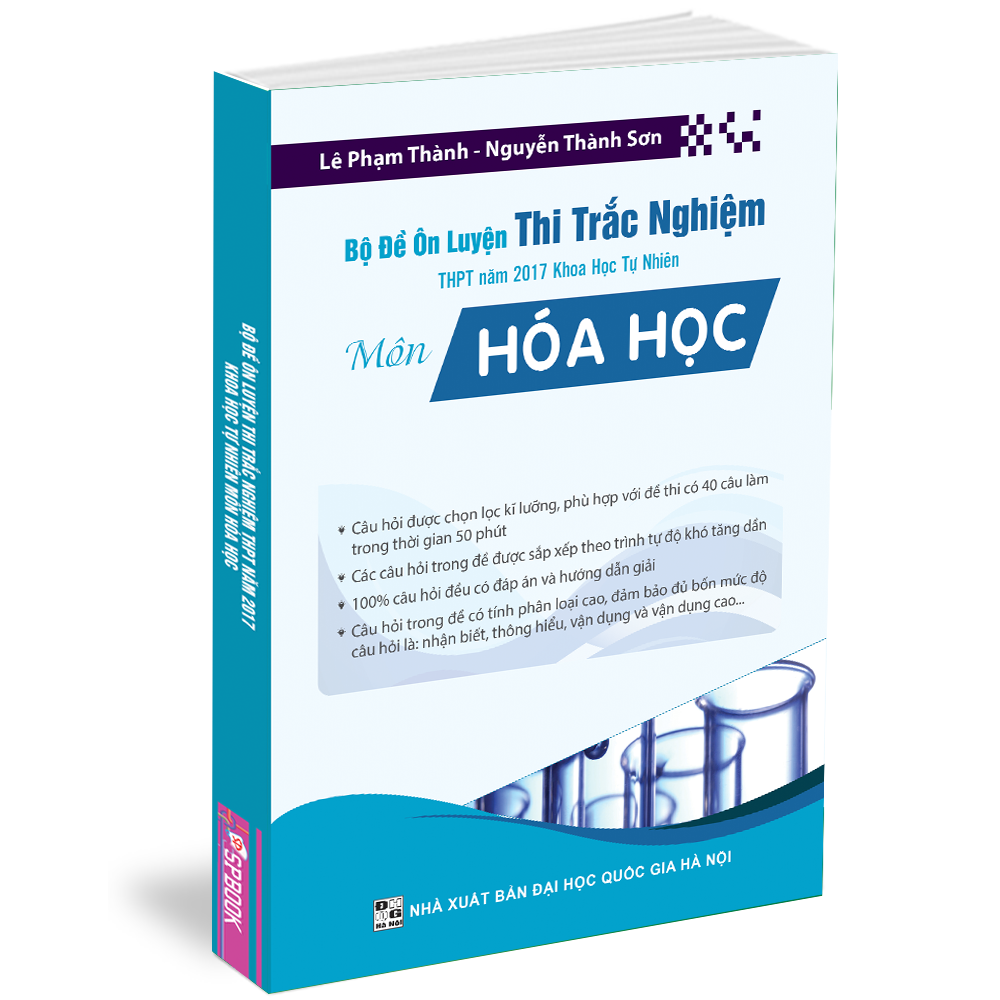 Lê Phạm Thành - Nguyễn Thành Sơn
Bộ Đề Ôn Luyện Thi Trắc Nghiệm
THPT năm 2017 Khoa Học Tự Nhiên
Môn HÓA HỌC
Câu hỏi được chọn lọc kĩ lưỡng, phù hợp với đề thi có 40 câu làm
trong thời gian 50 phút
Các câu hỏi trong đề được sắp xếp theo trình tự độ khó tăng dần
100% câu hỏi đều có đáp án và hướng dẫn giải
Câu hỏi trong đề có tính phân loại cao, đảm bảo đủ bốn mức độ
câu hỏi là: nhận biết, thông hiểu, vận dụng và vận dụng cao...
ĐH
QG
Hà Nội
NHÀ XUẤT BẢN ĐẠI HỌC QUỐC GIA HÀ NỘI
BỘ ĐỀ ÔN LUYỆN THI TRẮC NGHIỆM THPT NĂM 2017
KHOA HỌC TỰ NHIÊN MÔN HÓA HỌC
SPBOOK